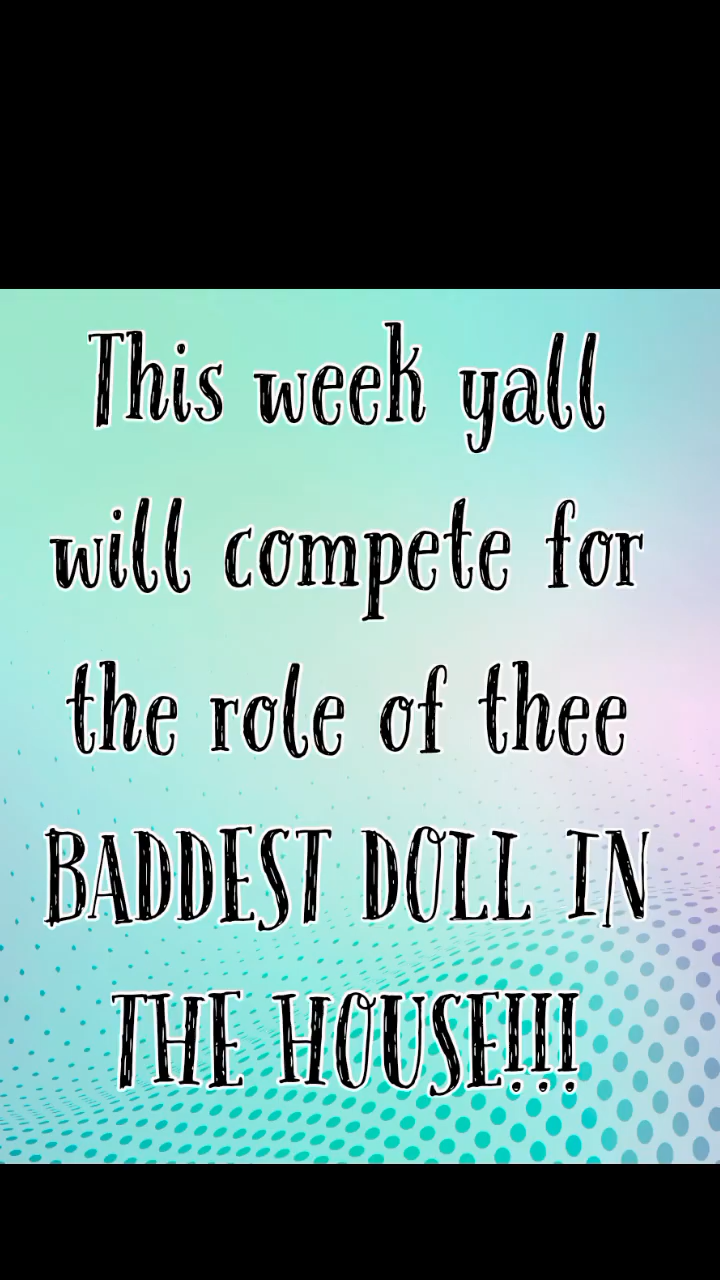 This week yall
will compete for
the role of thee
BADDEST DOLL IN
THE HOUSE!!!